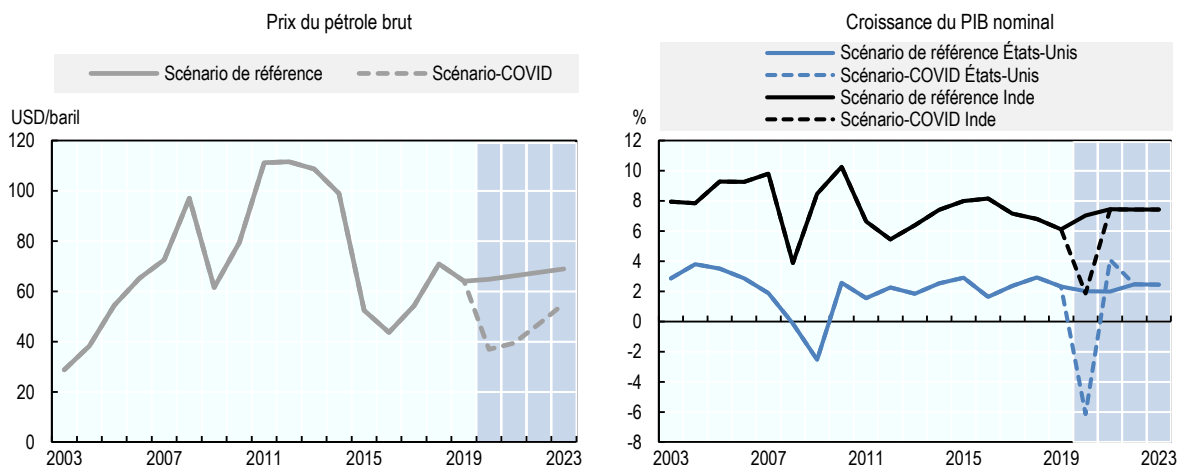 Prix du pétrole brut
Scénario de référence Scénario-COVID
USD/baril
120
100
80
60
40
20
0
2003 2007 2011 2015 2019 2023
Croissance du PIB nominal
Scénario de référence États-Unis
Scénario-COVID États-Unis
Scénario de référence Inde
Scénario-COVID Inde
%
12
10
8
6
4
2
0
-2
-4
-6
-8
2003 2007 2011 2015 2019 2023